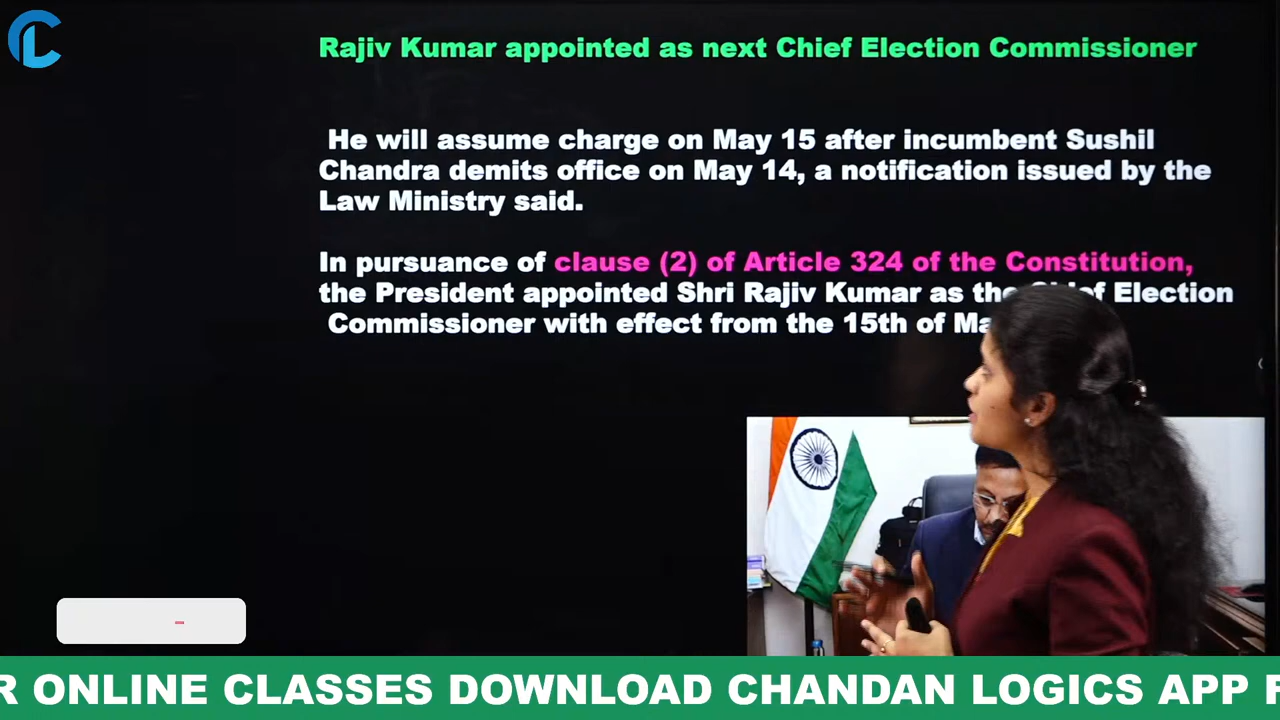 Rajiv Kumar appointed as next Chief Election Commissioner
He will assume charge on May 15 after incumbent Sushil
Chandra demits office on May 14, a notification issued by the
Law Ministry said.
In pursuance of clause (2) of Article 324 of the Constitution,
the President appointed Shri Rajiv Kumar as the Chief Election
Commissioner with effect from the 15th of
R ONLINE CLASSES DOWNLOAD CHANDAN LOGICS APP F